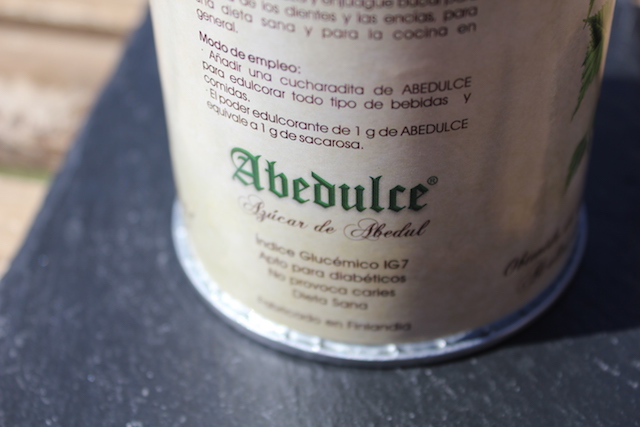 de los dientes y las encías, para
una dieta sana y para la cocina en
general.
Modo de empleo:
· Añadir una cucharadita de ABEDULCE
para edulcorar todo tipo de bebidas y
comidas.
· El poder edulcorante de 1 g de ABEDULCE
equivale a 1 g de sacarosa.
Abedulce®
Azúcar de Abedul
Índice Glucémico IG7
Apto para diabéticos
No provoca caries
Dieta Sana
Fabricado en Finlandia